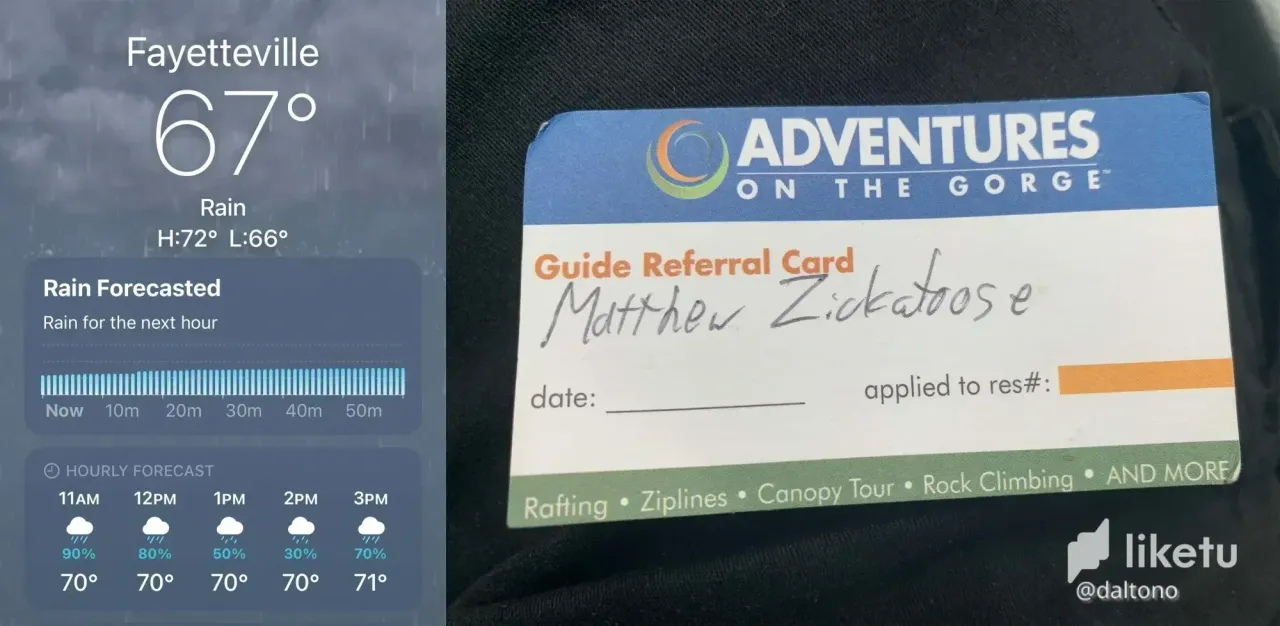 Fayetteville
67°
Rain
H:72° L:66°
Rain Forecasted
Rain for the next hour
Now 10m 20m 30m 40m 50m
HOURLY FORECAST
11AM 12PM 1PM 2PM 3PM
90% 80% 50% 30% 70%
70° 70° 70° 70° 71°
ADVENTURES
ON THE GORGE™
Guide Referral Card
Matthew Zickatoose
date:
applied to res#:
Rafting • Ziplines • Canopy Tour • Rock Climbing • AND MORE
liketu
@daltono